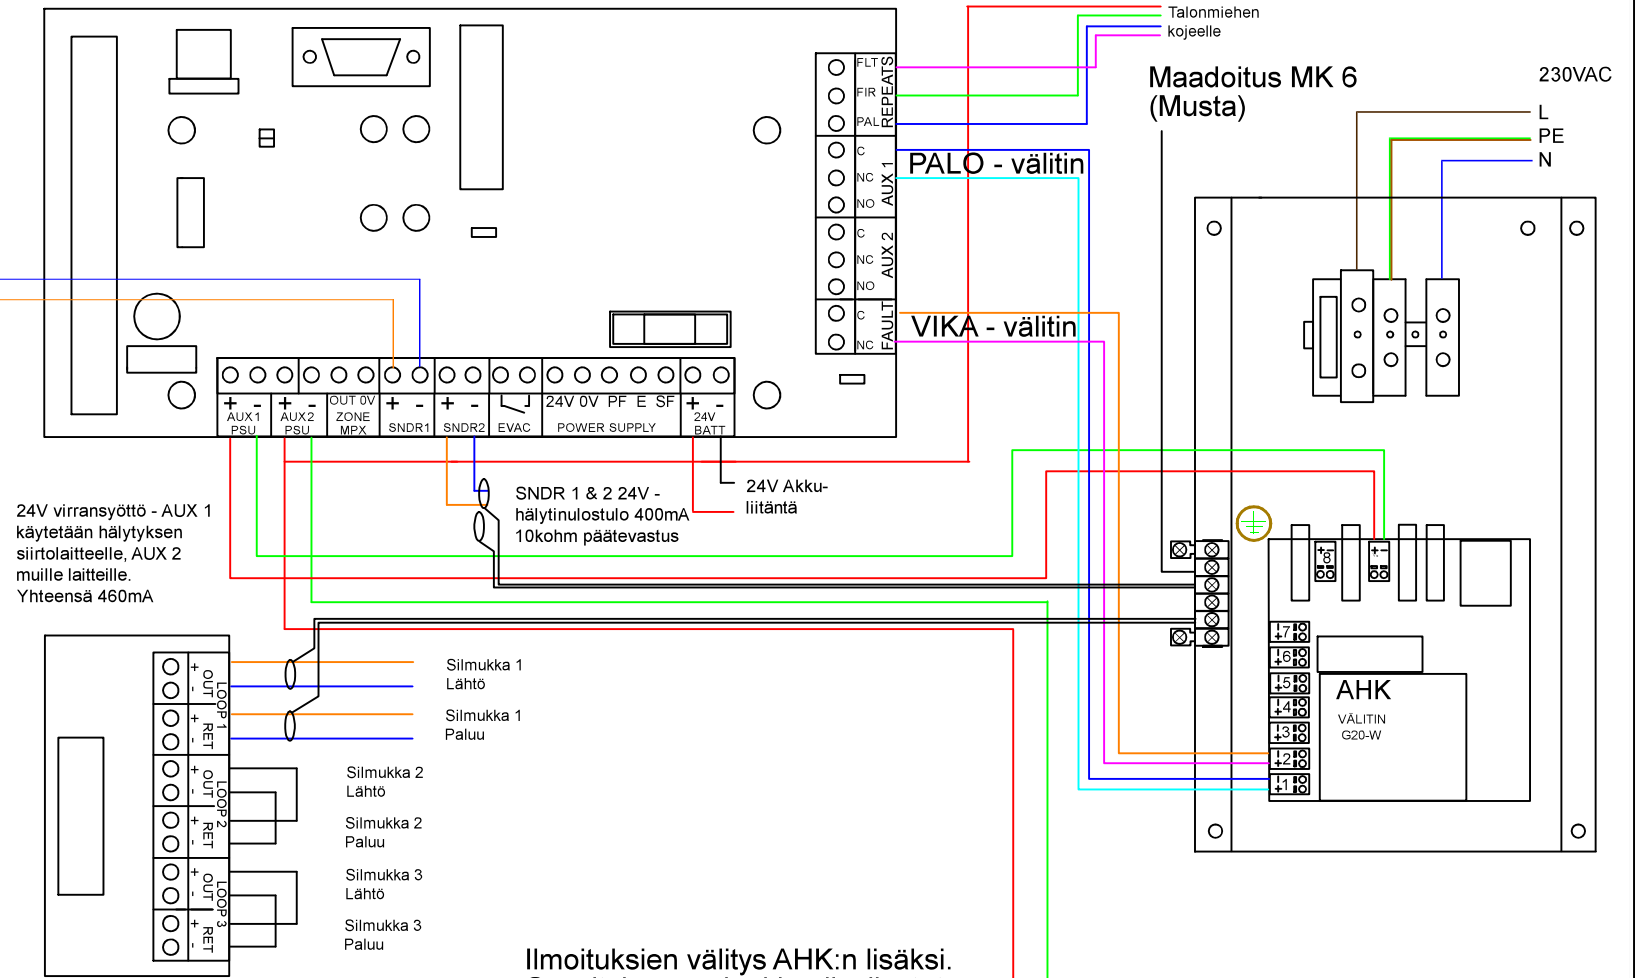 Talonmiehen
kojeelle
Maadoitus MK 6
(Musta)
230VAC
L
PE
N
FLT
FIR
PAL
REPEATS
C
NC
NO
AUX 1
PALO - välitin
C
NC
NO
AUX 2
C
NC
FAULT
VIKA - välitin
+ -
AUX1
PSU
+ -
AUX2
PSU
OUT 0V
ZONE
MPX
+ -
SNDR1
+ -
SNDR2
EVAC
24V 0V PF E SF
POWER SUPPLY
+ -
24V
BATT
24V virransyöttö - AUX 1
käytetään hälytyksen
siirtolaitteelle, AUX 2
muille laitteille.
Yhteensä 460mA
SNDR 1 & 2 24V -
hälytinulostulo 400mA
10kohm päätevastus
24V Akku-
liitäntä
+ -
8
+ -
7
6
5
4
3
2
1
AHK
VÄLITIN
G20-W
+
-
OUT
+
-
RET
LOOP 1
+
-
OUT
+
-
RET
LOOP 2
+
-
OUT
+
-
RET
LOOP 3
Silmukka 1
Lähtö
Silmukka 1
Paluu
Silmukka 2
Lähtö
Silmukka 2
Paluu
Silmukka 3
Lähtö
Silmukka 3
Paluu
Ilmoituksien välitys AHK:n lisäksi.